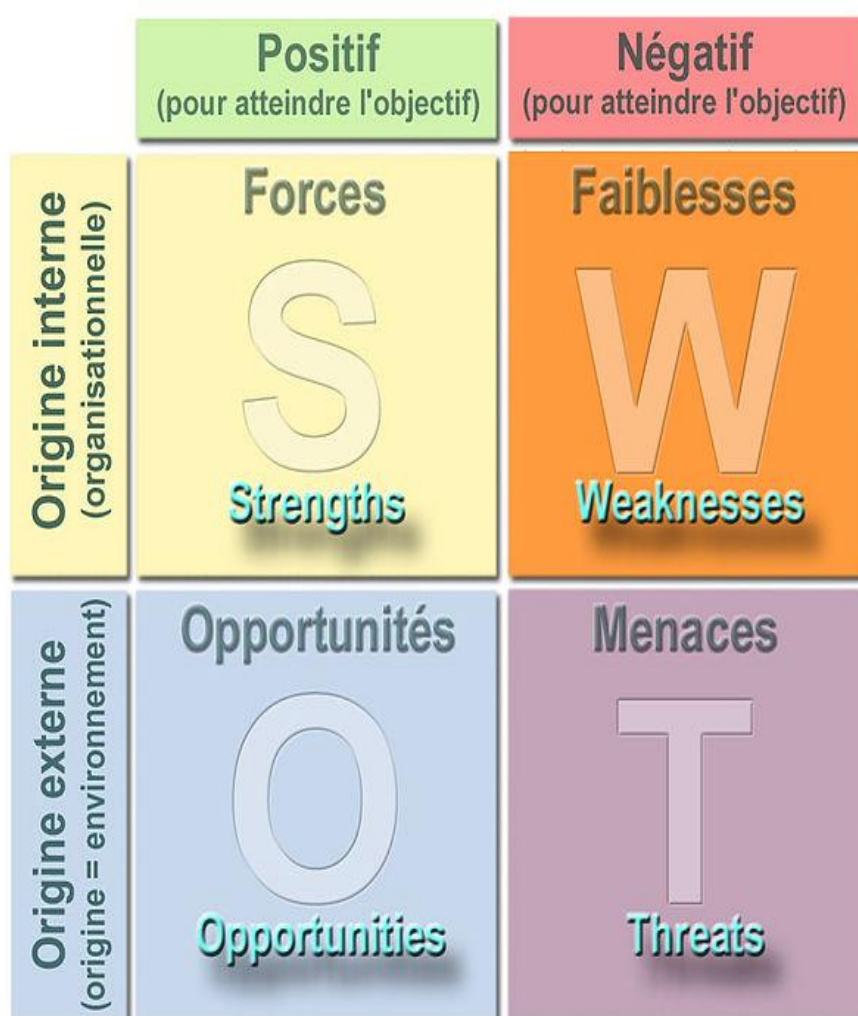 Positif
(pour atteindre l'objectif)
Négatif
(pour atteindre l'objectif)
Origine interne
(organisationnelle)
Forces
S
Strengths
Faiblesses
W
Weaknesses
Origine externe
(origine = environnement)
Opportunités
O
Opportunities
Menaces
T
Threats